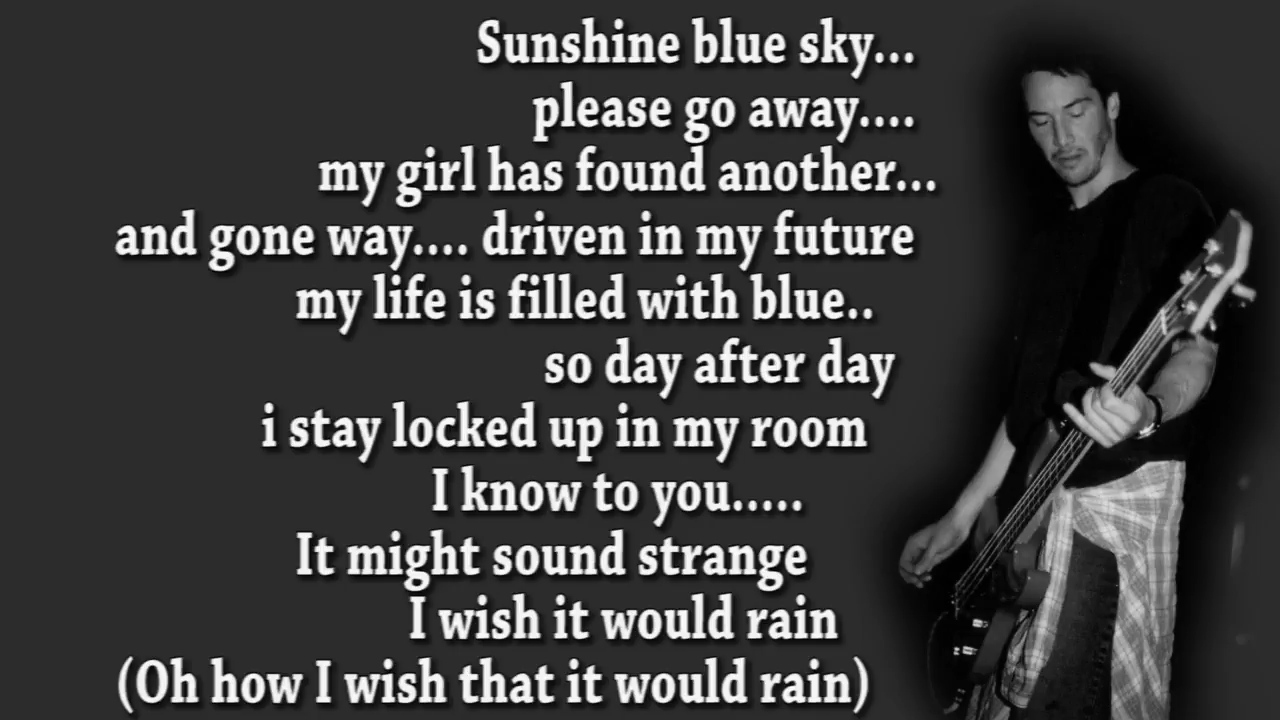 Sunshine blue sky...
please go away....
my girl has found another...
and gone way.... driven in my future
my life is filled with blue..
so day after day
i stay locked up in my room
I know to you.....
It might sound strange
I wish it would rain
(Oh how I wish that it would rain)